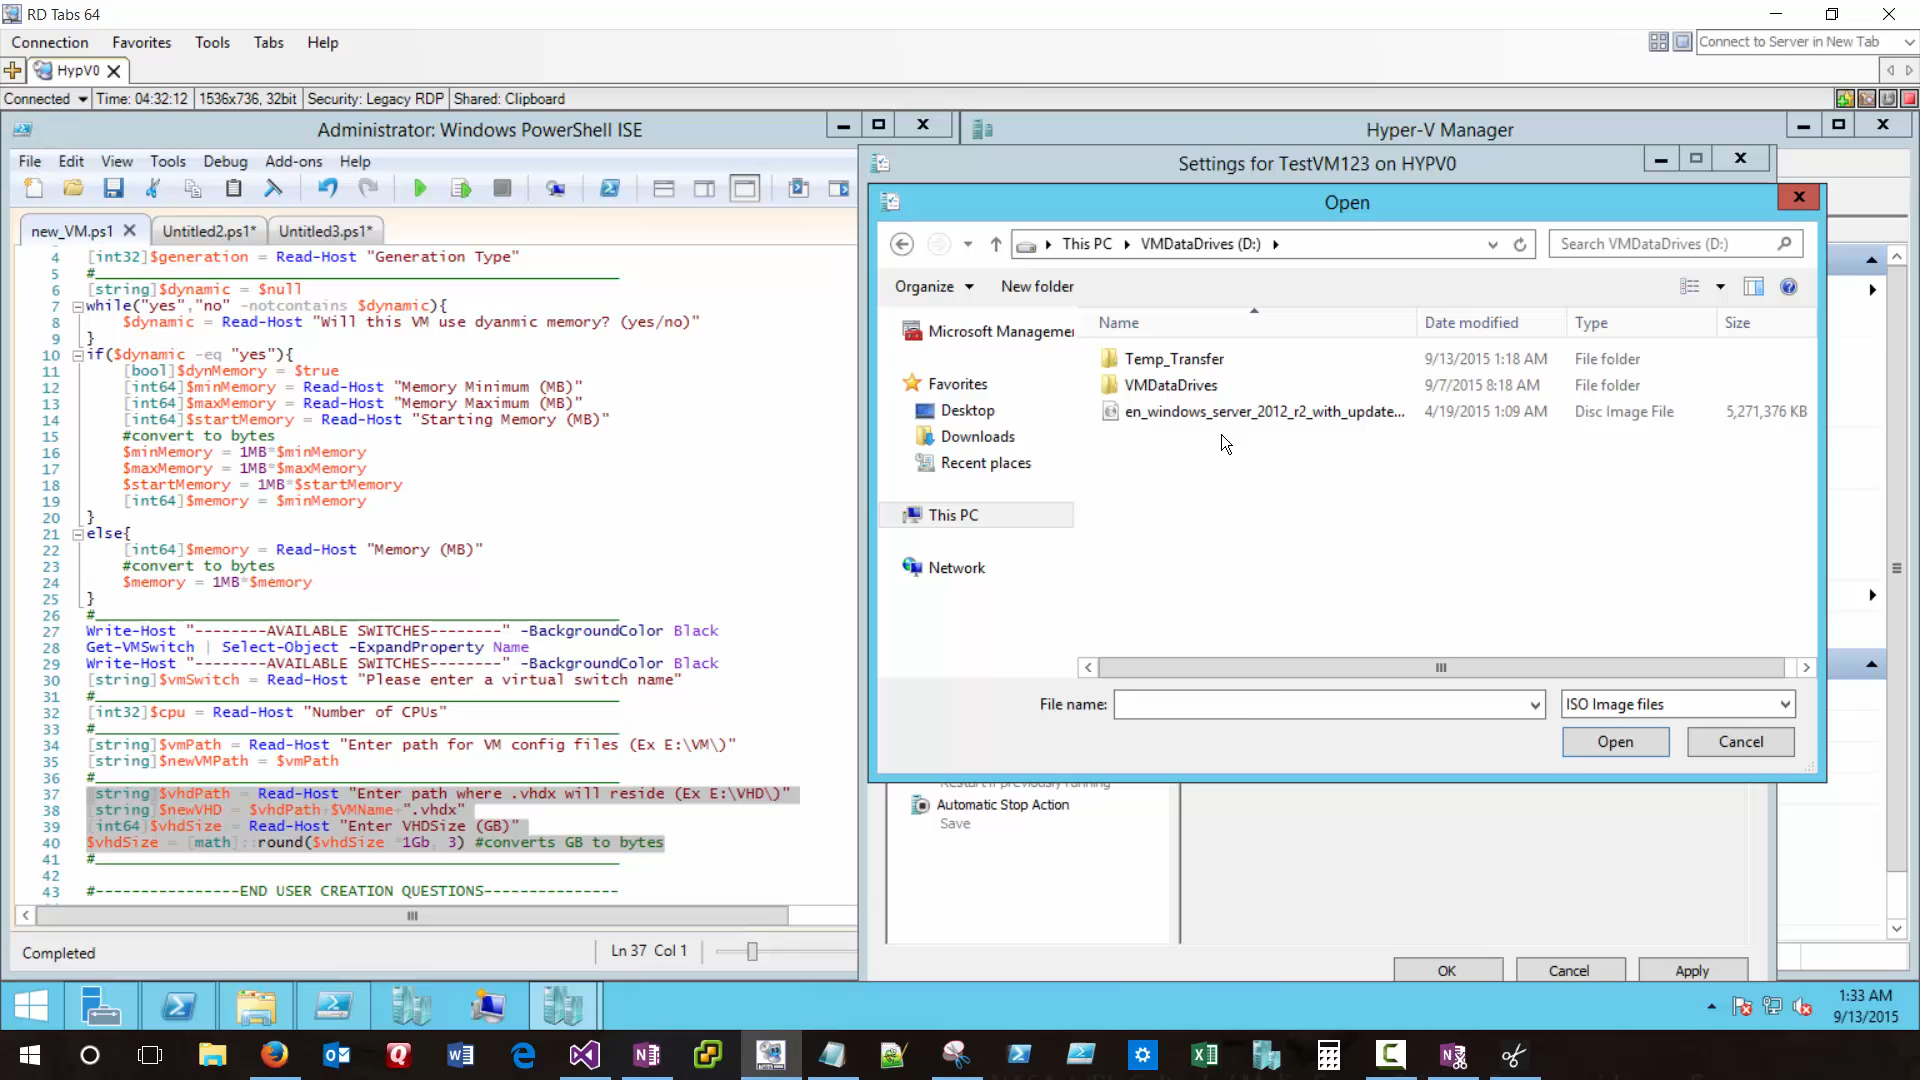 RD Tabs 64
Connection Favorites Tools Tabs Help
Connect to Server in New Tab
HypV0
Connected Time: 04:32:12 1536x736, 32bit Security: Legacy RDP Shared: Clipboard
Administrator: Windows PowerShell ISE
File Edit View Tools Debug Add-ons Help
new_VM.ps1 Untitled2.ps1* Untitled3.ps1*
4 [int32]$generation = Read-Host "Generation Type"
5 #
6 [string]$dynamic = $null
7 while("yes","no" -notcontains $dynamic){
8 $dynamic = Read-Host "Will this VM use dyanmic memory? (yes/no)"
9 }
10 if($dynamic -eq "yes"){
11 [bool]$dynMemory = $true
12 [int64]$minMemory = Read-Host "Memory Minimum (MB)"
13 [int64]$maxMemory = Read-Host "Memory Maximum (MB)"
14 [int64]$startMemory = Read-Host "Starting Memory (MB)"
15 #convert to bytes
16 $minMemory = 1MB*$minMemory
17 $maxMemory = 1MB*$maxMemory
18 $startMemory = 1MB*$startMemory
19 [int64]$memory = $minMemory
20 }
21 else{
22 [int64]$memory = Read-Host "Memory (MB)"
23 #convert to bytes
24 $memory = 1MB*$memory
25 }
26 #
27 Write-Host "--------AVAILABLE SWITCHES--------" -BackgroundColor Black
28 Get-VMSwitch | Select-Object -ExpandProperty Name
29 Write-Host "--------AVAILABLE SWITCHES--------" -BackgroundColor Black
30 [string]$vmSwitch = Read-Host "Please enter a virtual switch name"
31 #
32 [int32]$cpu = Read-Host "Number of CPUs"
33 #
34 [string]$vmPath = Read-Host "Enter path for VM config files (Ex E:\VM\)"
35 [string]$newVMPath = $vmPath
36 #
37 [string]$vhdPath = Read-Host "Enter path where .vhdx will reside (Ex E:\VHD\)"
38 [string]$newVHD = $vhdPath+$VMName+".vhdx"
39 [int64]$vhdSize = Read-Host "Enter VHDSize (GB)"
40 $vhdSize = [math]::round($vhdSize *1Gb, 3) #converts GB to bytes
41 #
42
43 #----------------END USER CREATION QUESTIONS---------------
Completed
Ln 37 Col 1
Hyper-V Manager
Settings for TestVM123 on HYPV0
Open
This PC VMDataDrives (D:)
Search VMDataDrives (D:)
Organize New folder
Microsoft Manageme
Favorites
Desktop
Downloads
Recent places
This PC
Network
Name Date modified Type Size
Temp_Transfer 9/13/2015 1:18 AM File folder
VMDataDrives 9/7/2015 8:18 AM File folder
en_windows_server_2012_r2_with_update... 4/19/2015 1:09 AM Disc Image File 5,271,376 KB
File name: ISO Image files
Open Cancel
Restart if previously running
Automatic Stop Action
Save
OK Cancel Apply
1:33 AM
9/13/2015